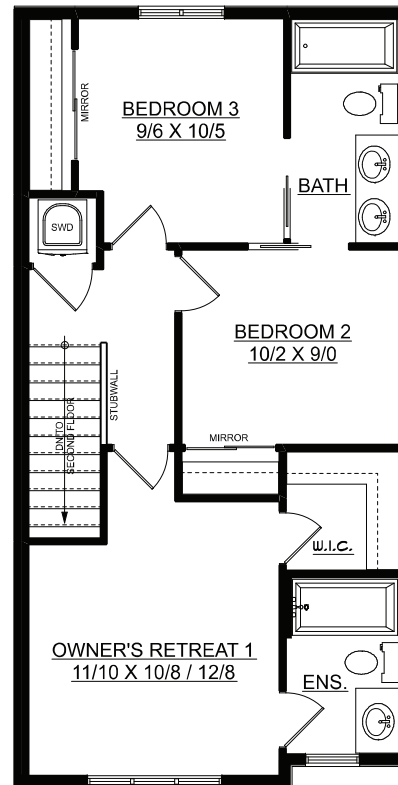 BEDROOM 3
9/6 X 10/5
MIRROR
BATH
SWD
BEDROOM 2
10/2 X 9/0
STUBWALL
DN TO
SECOND FLOOR
MIRROR
W.I.C.
OWNER'S RETREAT 1
11/10 X 10/8 / 12/8
ENS.